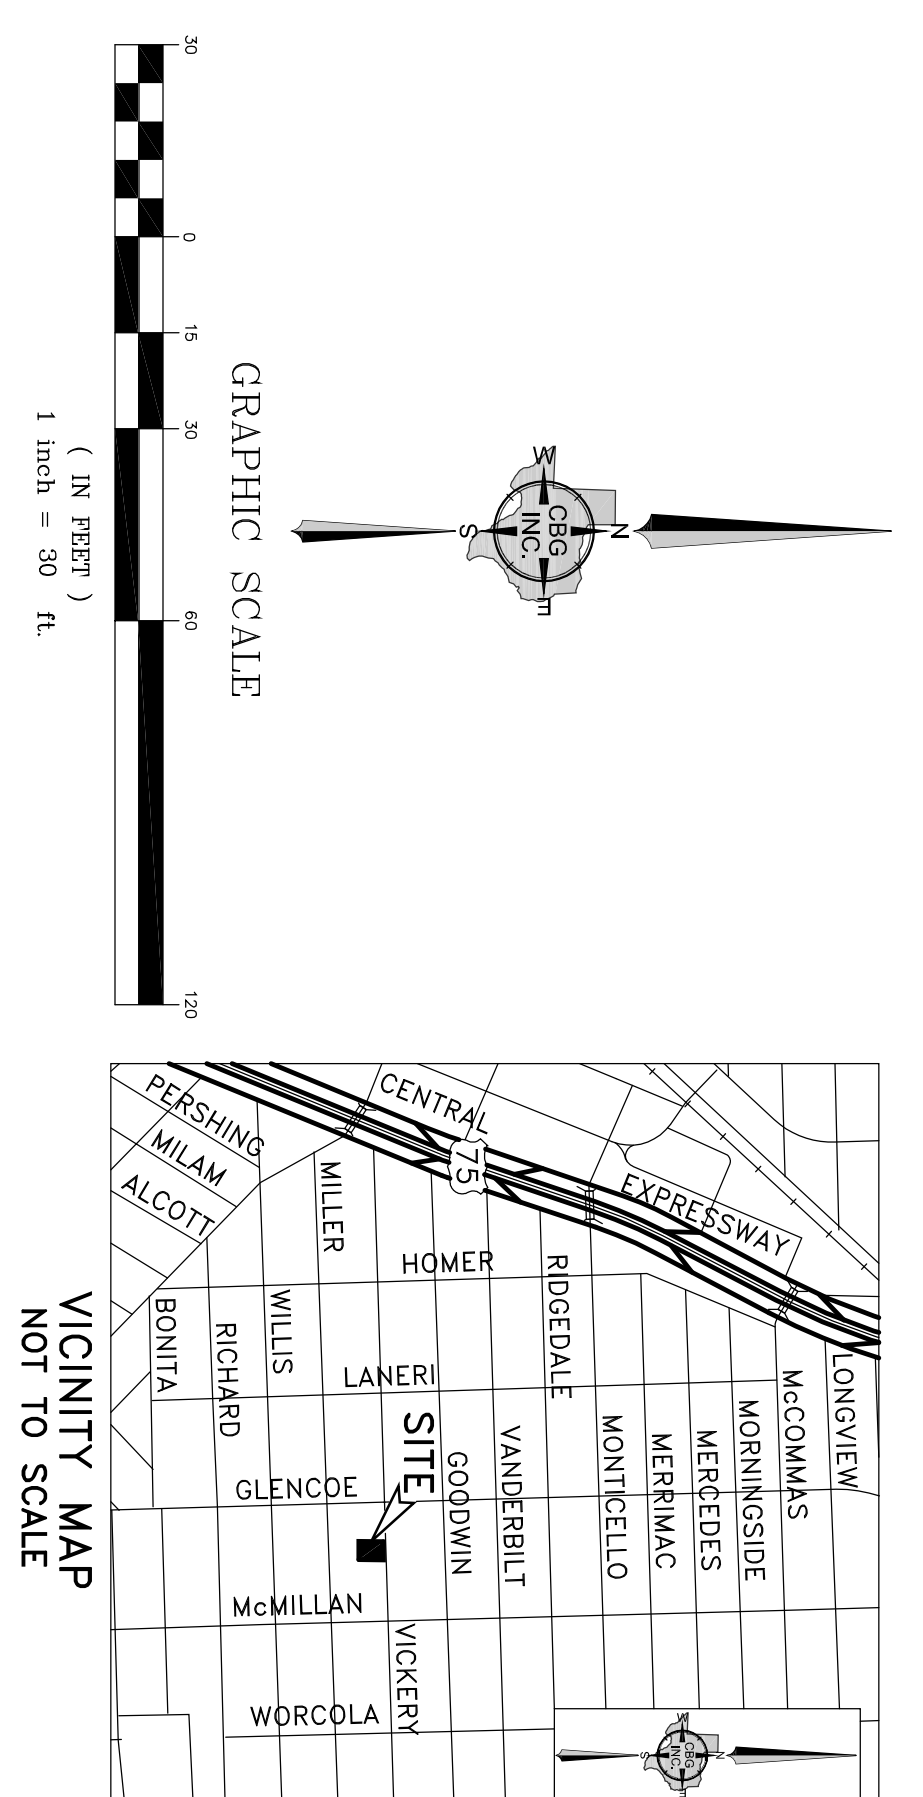 30
0
15
30
60
120
GRAPHIC SCALE
( IN FEET )
1 inch = 30 ft.
N
W
E
S
CBG
INC.
LONGVIEW
McCOMMAS
MORNINGSIDE
MERCEDES
MERRIMAC
MONTICELLO
EXPRESSWAY
RIDGEDALE
VANDERBILT
GOODWIN
75
CENTRAL
HOMER
LANERI
SITE
GLENCOE
McMILLAN
VICKERY
WORCOLA
MILLER
WILLIS
RICHARD
BONITA
PERSHING
MILAM
ALCOTT
N
W
E
S
CBG
INC.
VICINITY MAP
NOT TO SCALE